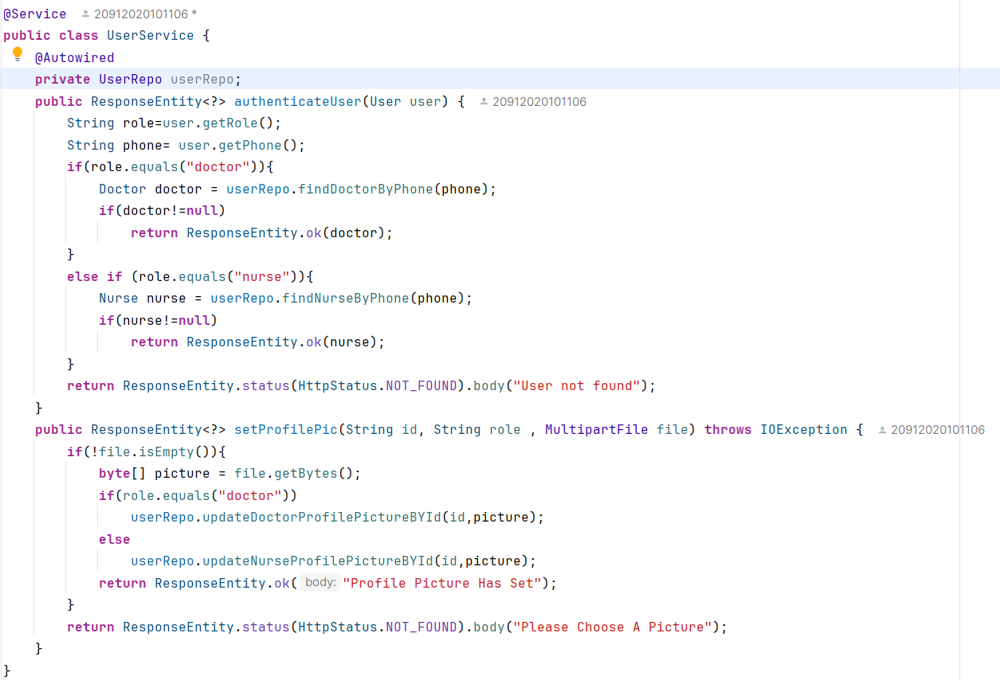 @Service 20912020101106 *
public class UserService {
    @Autowired
    private UserRepo userRepo;
    public ResponseEntity<?> authenticateUser(User user) { 20912020101106
        String role=user.getRole();
        String phone= user.getPhone();
        if(role.equals("doctor")){
            Doctor doctor = userRepo.findDoctorByPhone(phone);
            if(doctor!=null)
                return ResponseEntity.ok(doctor);
        }
        else if (role.equals("nurse")){
            Nurse nurse = userRepo.findNurseByPhone(phone);
            if(nurse!=null)
                return ResponseEntity.ok(nurse);
        }
        return ResponseEntity.status(HttpStatus.NOT_FOUND).body("User not found");
    }
    public ResponseEntity<?> setProfilePic(String id, String role , MultipartFile file) throws IOException { 20912020101106
        if(!file.isEmpty()){
            byte[] picture = file.getBytes();
            if(role.equals("doctor"))
                userRepo.updateDoctorProfilePictureBYId(id,picture);
            else
                userRepo.updateNurseProfilePictureBYId(id,picture);
            return ResponseEntity.ok( body: "Profile Picture Has Set");
        }
        return ResponseEntity.status(HttpStatus.NOT_FOUND).body("Please Choose A Picture");
    }
}